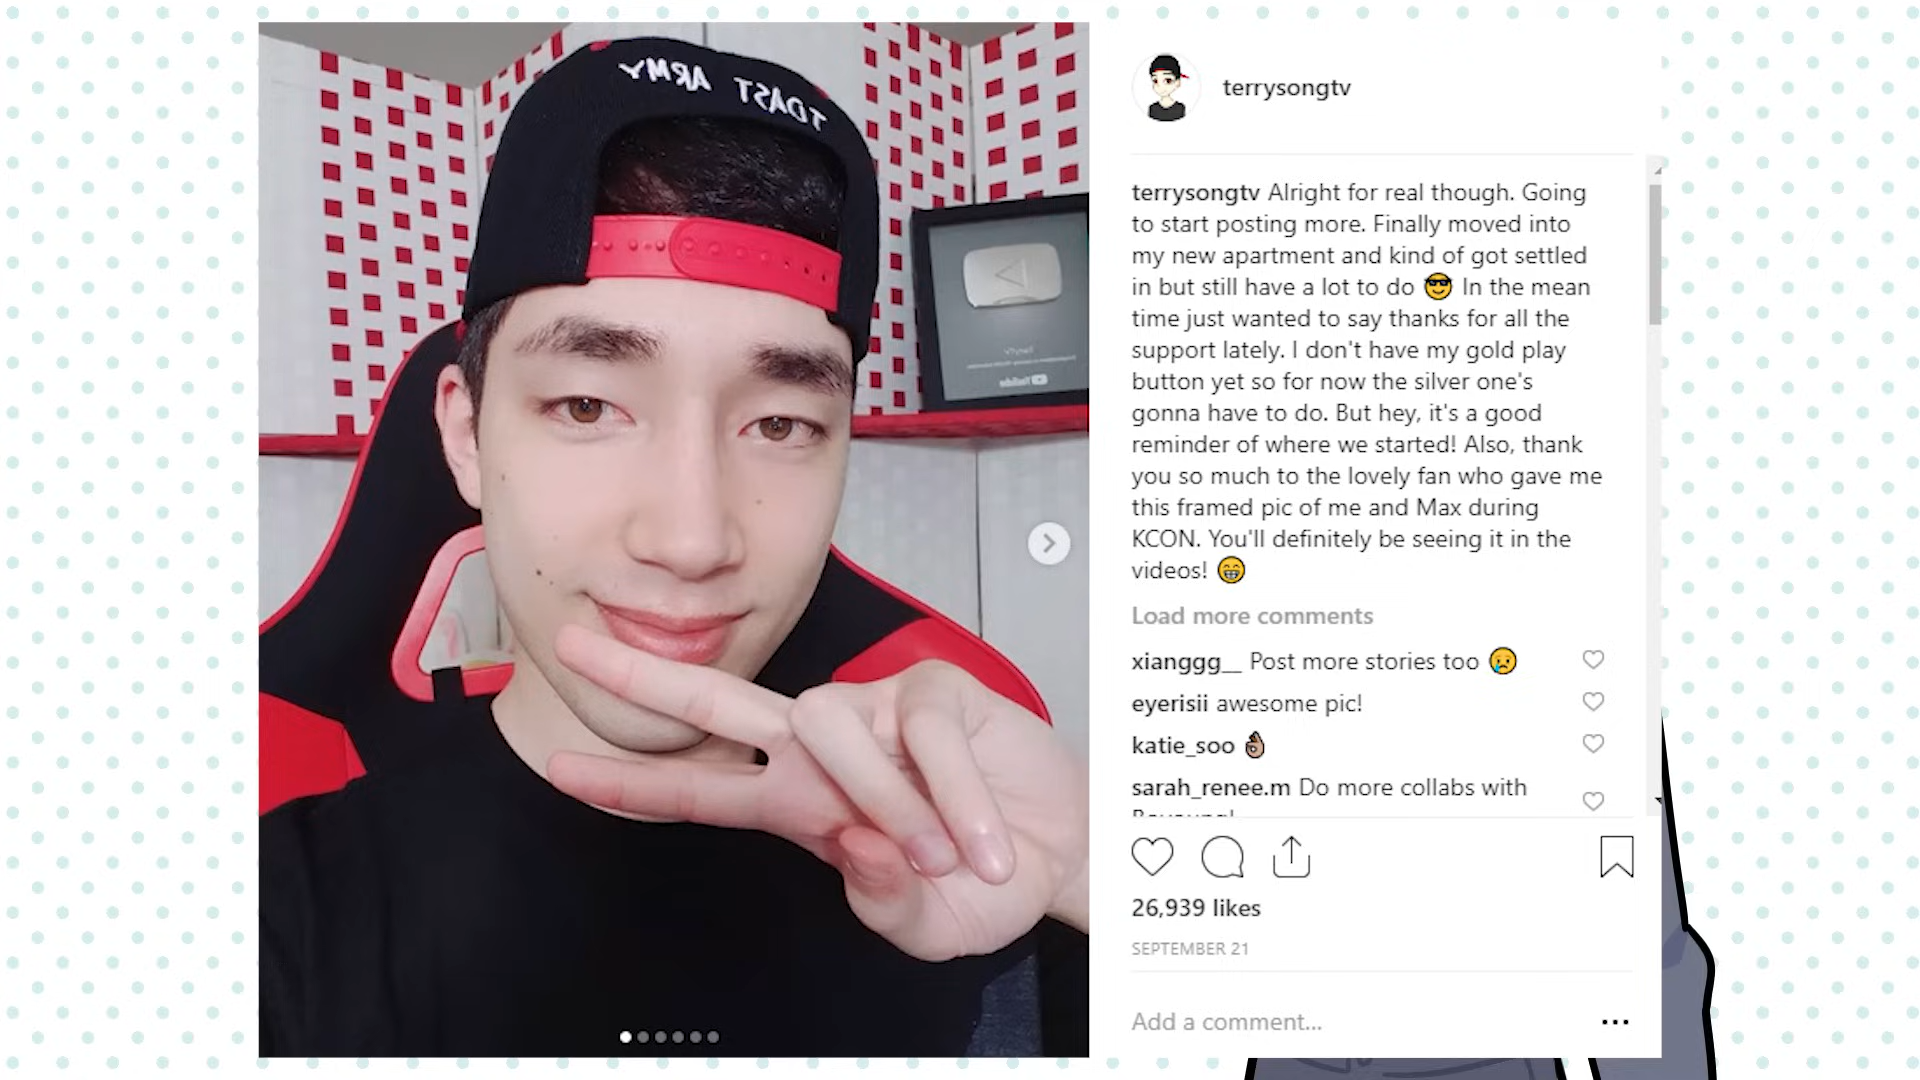 TOAST ARMY
YouTube
terrysongtv
terrysongtv Alright for real though. Going
to start posting more. Finally moved into
my new apartment and kind of got settled
in but still have a lot to do 😎 In the mean
time just wanted to say thanks for all the
support lately. I don't have my gold play
button yet so for now the silver one's
gonna have to do. But hey, it's a good
reminder of where we started! Also, thank
you so much to the lovely fan who gave me
this framed pic of me and Max during
KCON. You'll definitely be seeing it in the
videos! 😁
Load more comments
xianggg__ Post more stories too 😢
eyerisii awesome pic!
katie_soo 👌🏽
sarah_renee.m Do more collabs with
26,939 likes
SEPTEMBER 21
Add a comment...